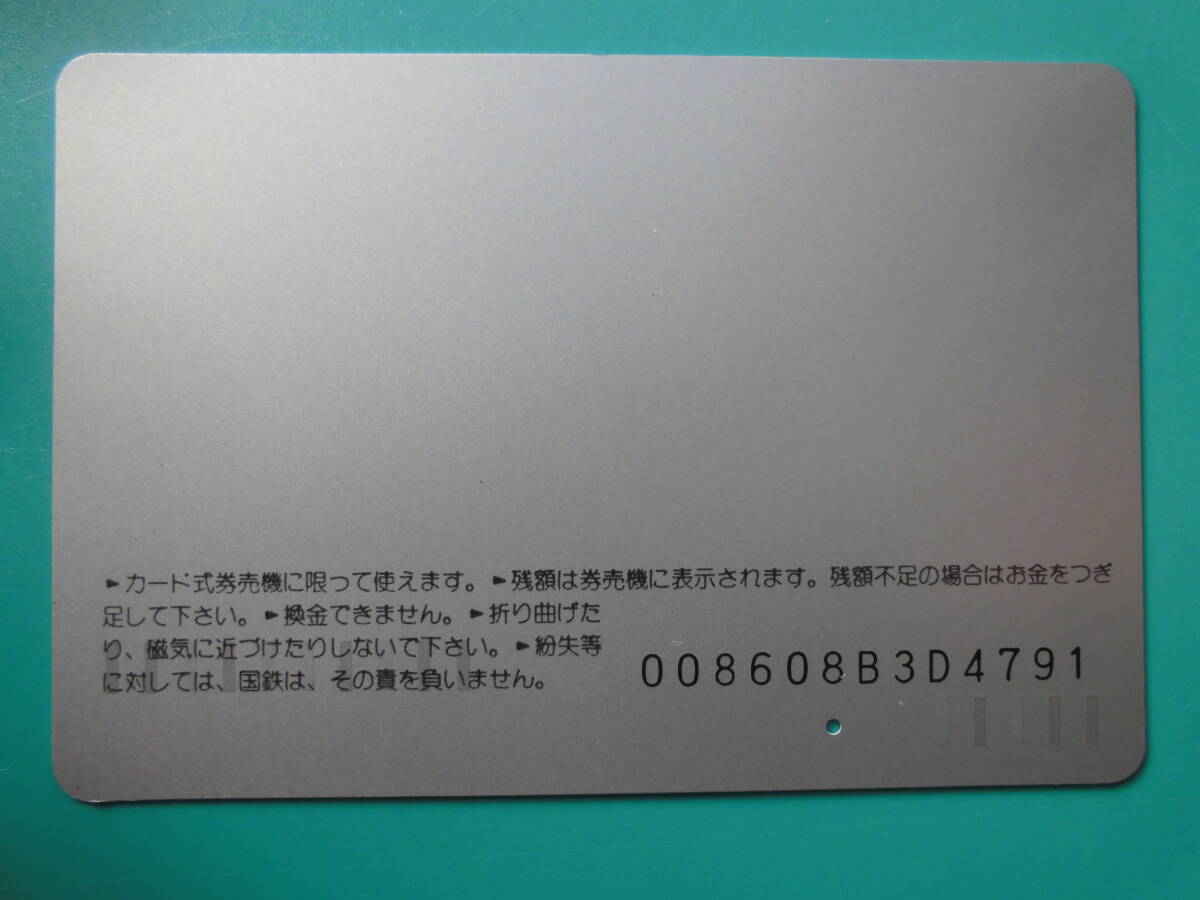 ►カード式券売機に限って使えます。►残額は券売機に表示されます。残額不足の場合はお金をつぎ
足して下さい。►換金できません。►折り曲げた
り、磁気に近づけたりしないで下さい。►紛失等
に対しては、国鉄は、その責を負いません。
008608B3D4791